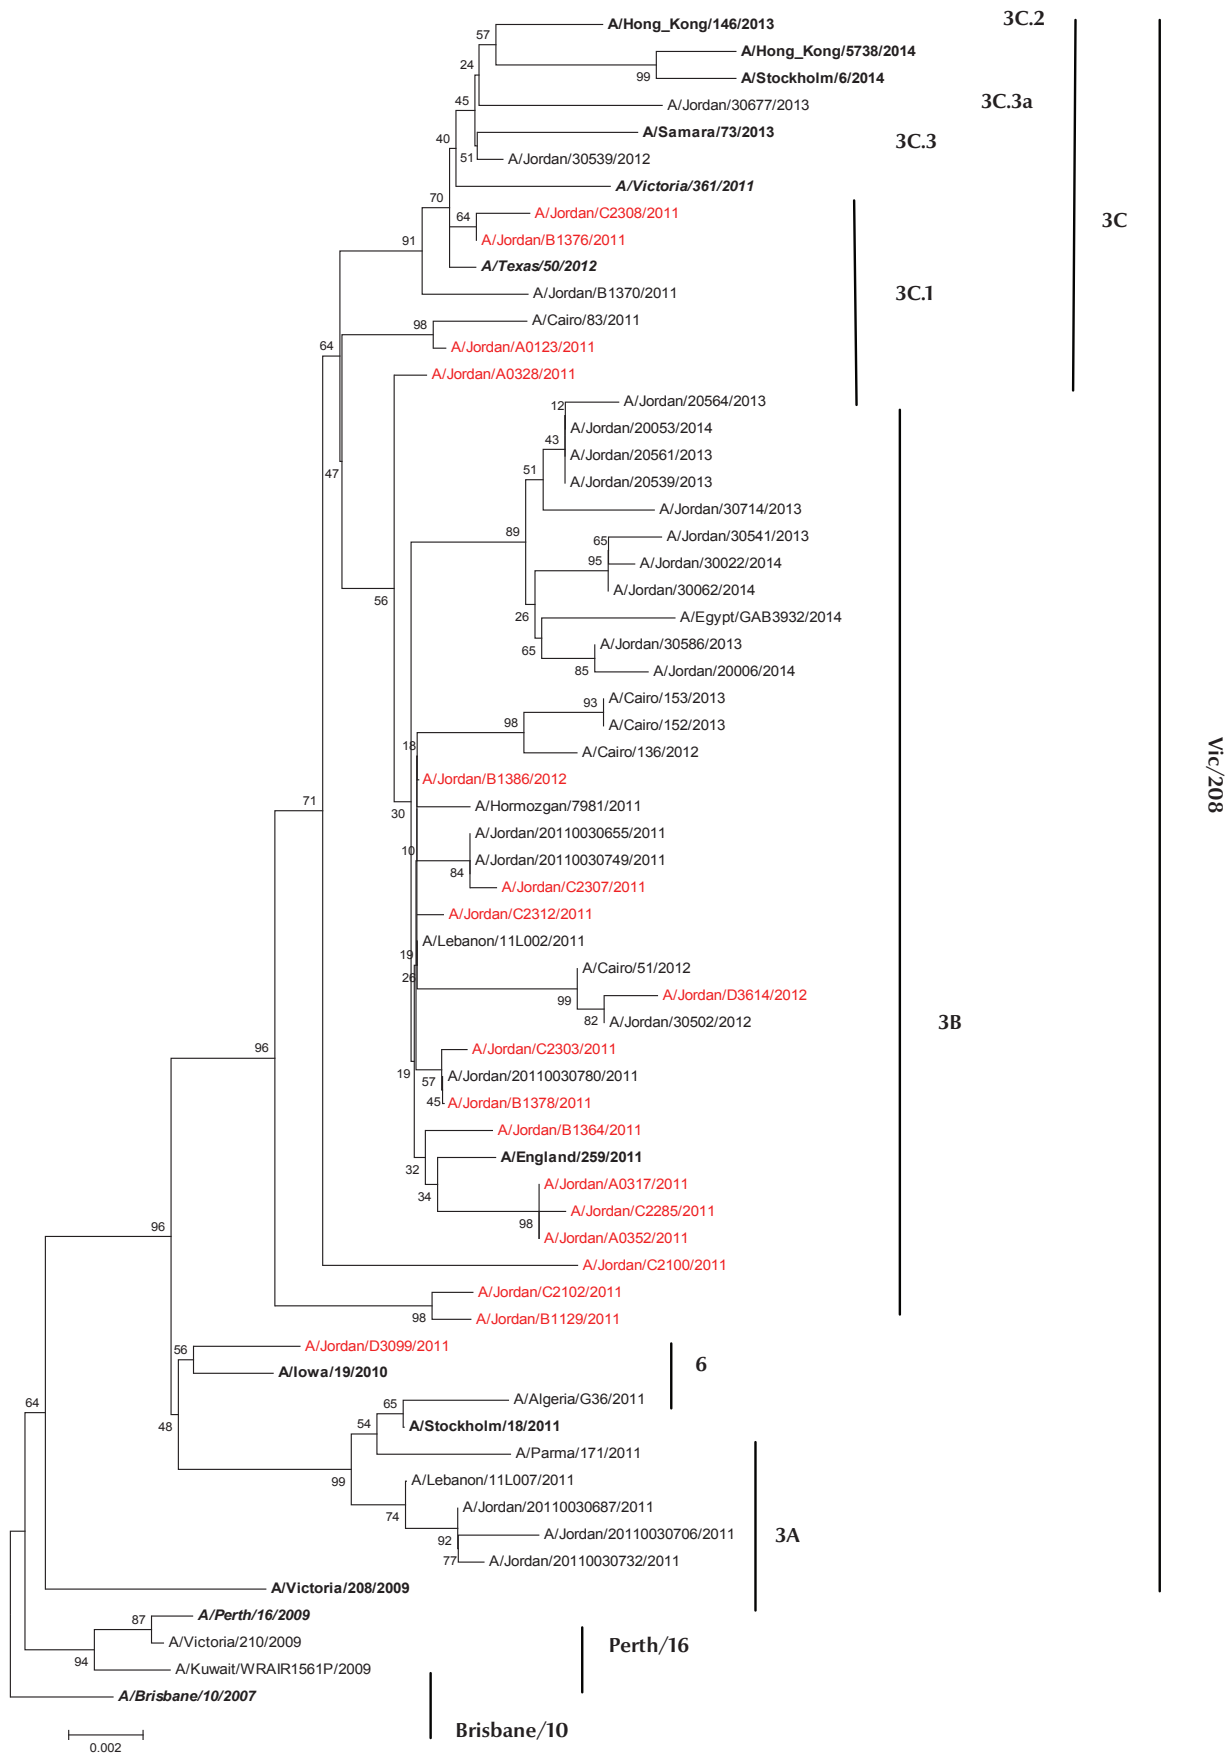 A/Hong_Kong/146/2013
3C.2
57
A/Hong_Kong/5738/2014
24
99
A/Stockholm/6/2014
45
A/Jordan/30677/2013
3C.3a
40
A/Samara/73/2013
3C.3
51
A/Jordan/30539/2012
A/Victoria/361/2011
70
64
A/Jordan/C2308/2011
3C
91
A/Jordan/B1376/2011
A/Texas/50/2012
A/Jordan/B1370/2011
3C.1
98
A/Cairo/83/2011
64
A/Jordan/A0123/2011
A/Jordan/A0328/2011
12
A/Jordan/20564/2013
A/Jordan/20053/2014
43
A/Jordan/20561/2013
47
51
A/Jordan/20539/2013
A/Jordan/30714/2013
89
65
A/Jordan/30541/2013
95
A/Jordan/30022/2014
56
A/Jordan/30062/2014
26
A/Egypt/GAB3932/2014
65
A/Jordan/30586/2013
85
A/Jordan/20006/2014
93
A/Cairo/153/2013
98
A/Cairo/152/2013
18
A/Cairo/136/2012
Vic/208
A/Jordan/B1386/2012
71
30
A/Hormozgan/7981/2011
A/Jordan/20110030655/2011
10
A/Jordan/20110030749/2011
84
A/Jordan/C2307/2011
A/Jordan/C2312/2011
A/Lebanon/11L002/2011
19
26
A/Cairo/51/2012
99
A/Jordan/D3614/2012
82
A/Jordan/30502/2012
3B
96
A/Jordan/C2303/2011
19
57
A/Jordan/20110030780/2011
45
A/Jordan/B1378/2011
A/Jordan/B1364/2011
32
A/England/259/2011
34
A/Jordan/A0317/2011
98
A/Jordan/C2285/2011
96
A/Jordan/A0352/2011
A/Jordan/C2100/2011
A/Jordan/C2102/2011
98
A/Jordan/B1129/2011
56
A/Jordan/D3099/2011
6
A/Iowa/19/2010
64
65
A/Algeria/G36/2011
48
54
A/Stockholm/18/2011
A/Parma/171/2011
99
A/Lebanon/11L007/2011
74
A/Jordan/20110030687/2011
92
A/Jordan/20110030706/2011
3A
77
A/Jordan/20110030732/2011
A/Victoria/208/2009
87
A/Perth/16/2009
A/Victoria/210/2009
Perth/16
94
A/Kuwait/WRAIR1561P/2009
A/Brisbane/10/2007
Brisbane/10
0.002